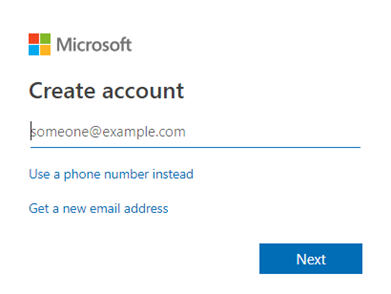 Microsoft
Create account
someone@example.com
Use a phone number instead
Get a new email address
Next